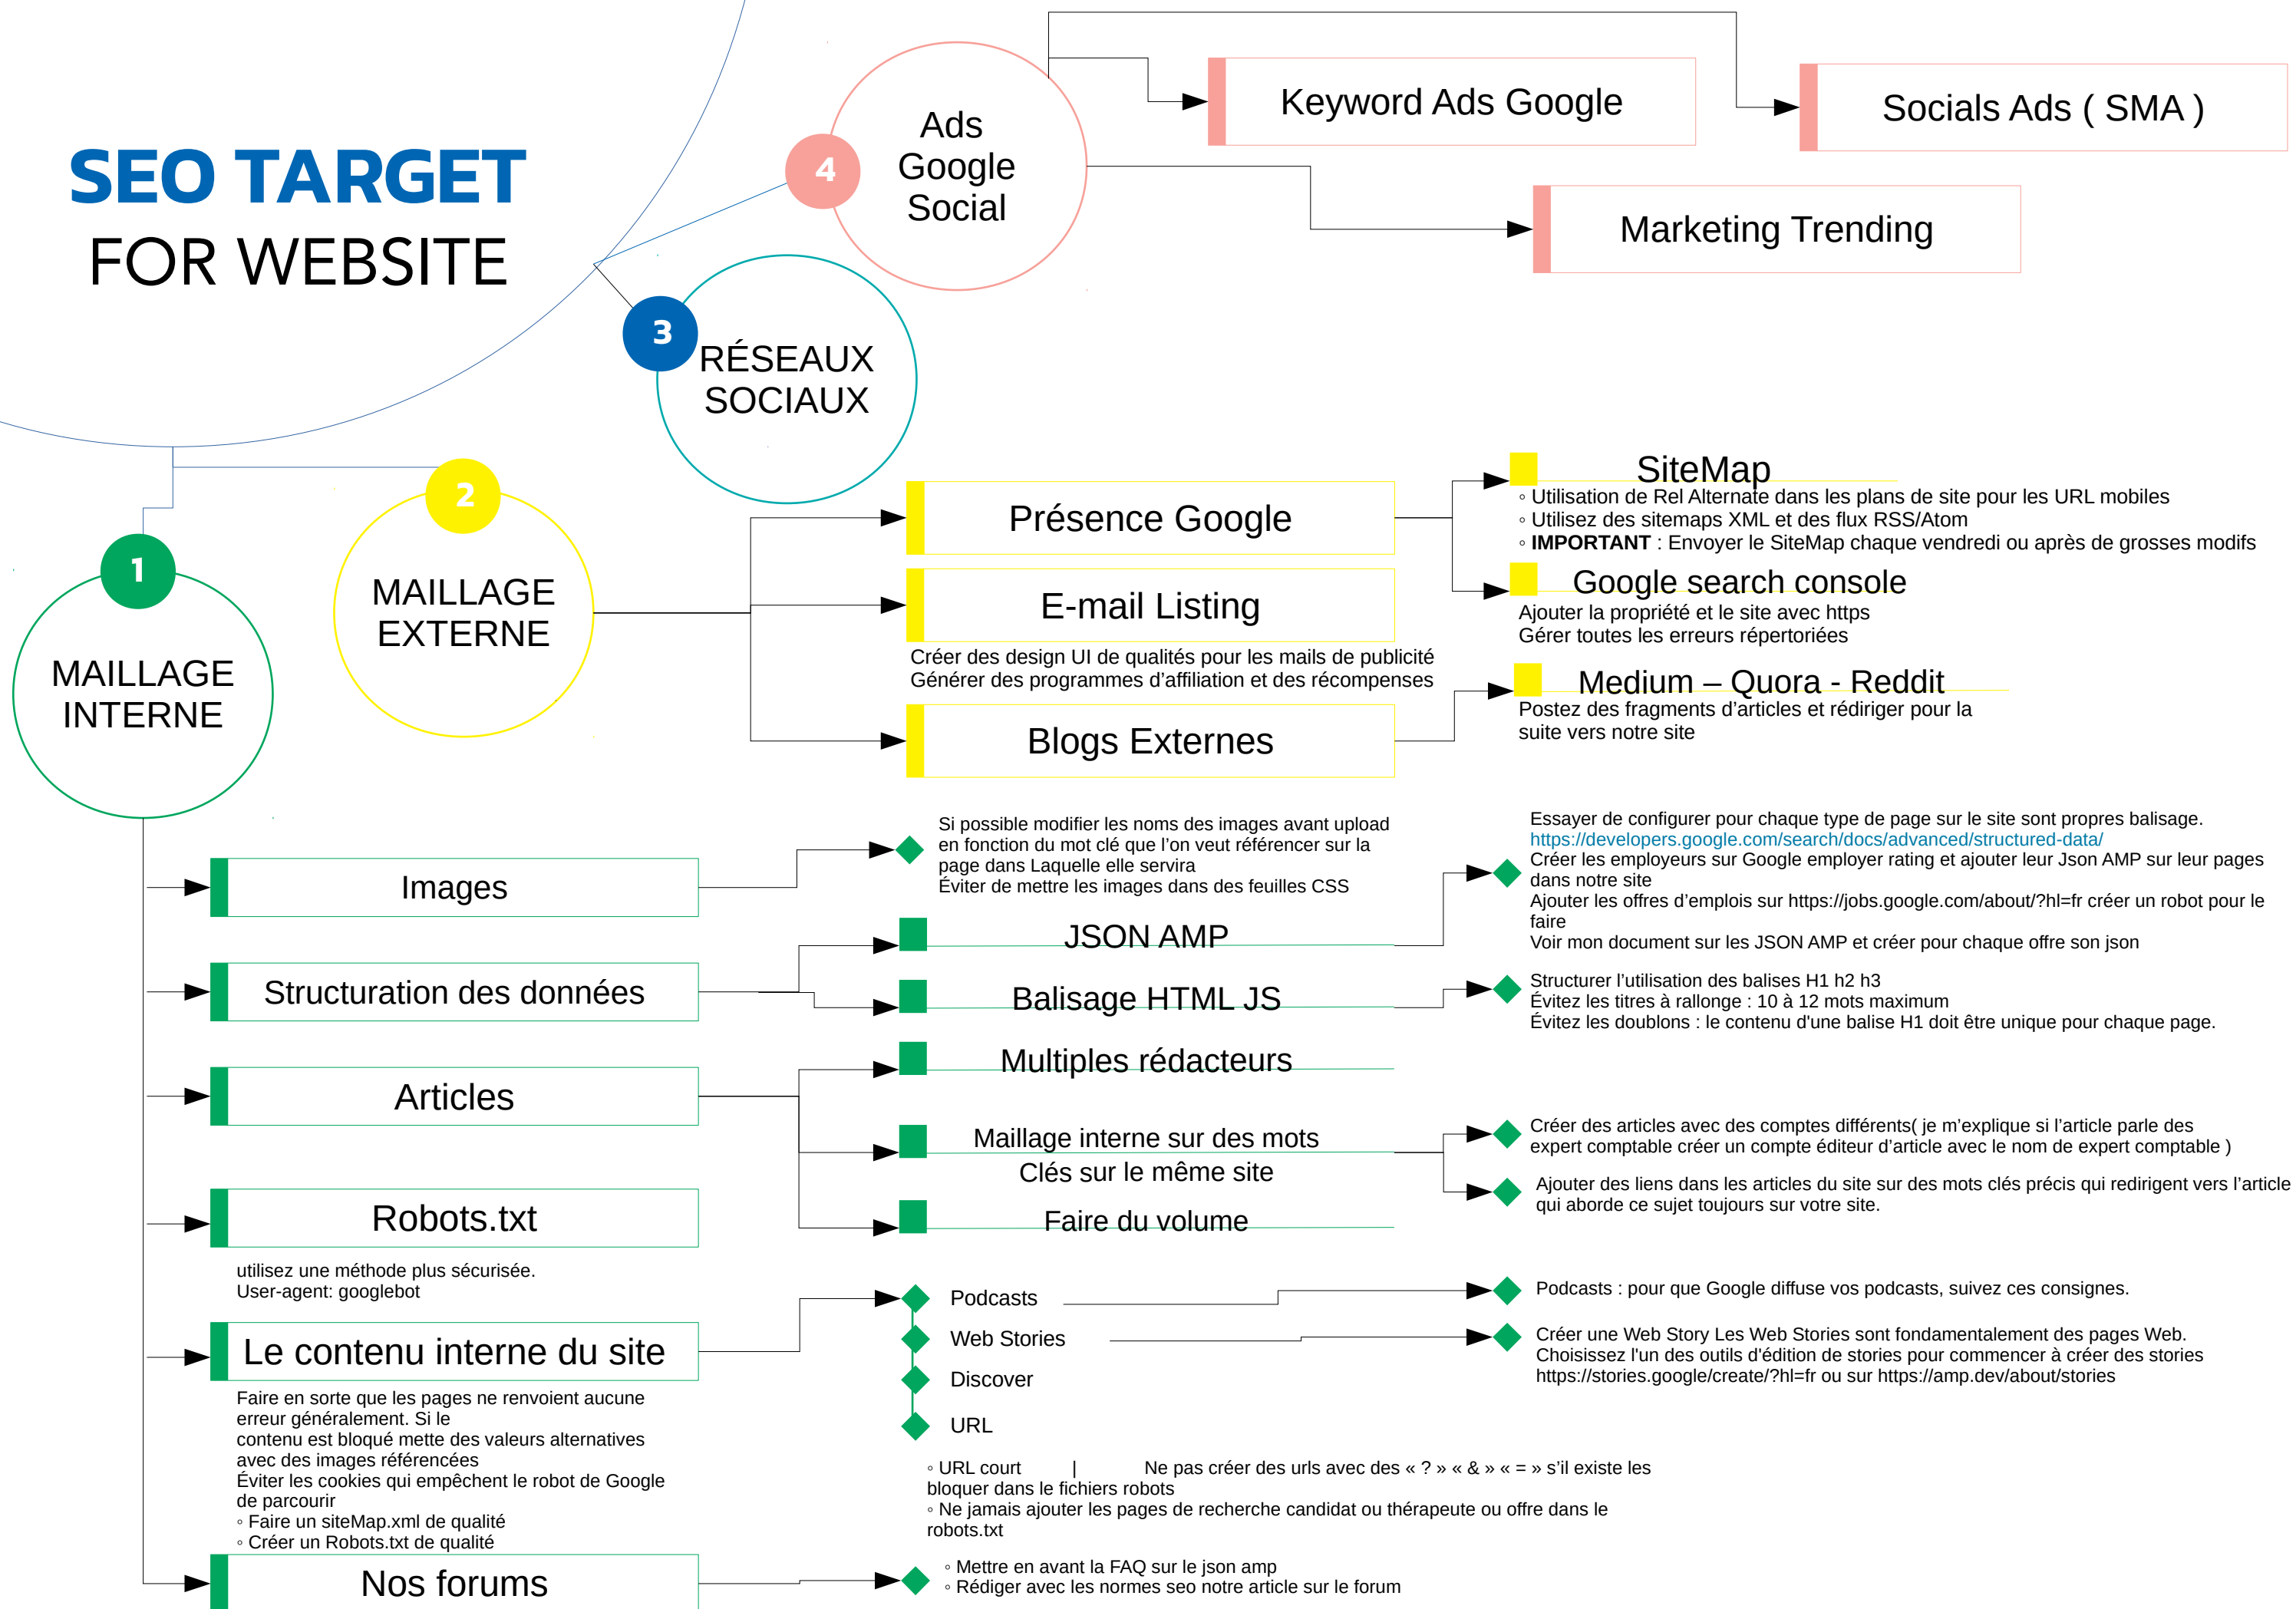 SEO TARGET
FOR WEBSITE
4
Ads
Google
Social
Keyword Ads Google
Socials Ads ( SMA )
Marketing Trending
3
RÉSEAUX
SOCIAUX
2
MAILLAGE
EXTERNE
Présence Google
SiteMap
◦ Utilisation de Rel Alternate dans les plans de site pour les URL mobiles
◦ Utilisez des sitemaps XML et des flux RSS/Atom
◦ IMPORTANT : Envoyer le SiteMap chaque vendredi ou après de grosses modifs
Google search console
Ajouter la propriété et le site avec https
Gérer toutes les erreurs répertoriées
E-mail Listing
Créer des design UI de qualités pour les mails de publicité
Générer des programmes d’affiliation et des récompenses
Blogs Externes
Medium – Quora - Reddit
Postez des fragments d’articles et rédiriger pour la
suite vers notre site
1
MAILLAGE
INTERNE
Images
Si possible modifier les noms des images avant upload
en fonction du mot clé que l’on veut référencer sur la
page dans Laquelle elle servira
Éviter de mettre les images dans des feuilles CSS
Structuration des données
JSON AMP
Essayer de configurer pour chaque type de page sur le site sont propres balisage.
https://developers.google.com/search/docs/advanced/structured-data/
Créer les employeurs sur Google employer rating et ajouter leur Json AMP sur leur pages
dans notre site
Ajouter les offres d’emplois sur https://jobs.google.com/about/?hl=fr créer un robot pour le
faire
Voir mon document sur les JSON AMP et créer pour chaque offre son json
Balisage HTML JS
Structurer l’utilisation des balises H1 h2 h3
Évitez les titres à rallonge : 10 à 12 mots maximum
Évitez les doublons : le contenu d'une balise H1 doit être unique pour chaque page.
Articles
Multiples rédacteurs
Maillage interne sur des mots
Clés sur le même site
Créer des articles avec des comptes différents( je m’explique si l’article parle des
expert comptable créer un compte éditeur d’article avec le nom de expert comptable )
Ajouter des liens dans les articles du site sur des mots clés précis qui redirigent vers l’article
qui aborde ce sujet toujours sur votre site.
Faire du volume
Robots.txt
utilisez une méthode plus sécurisée.
User-agent: googlebot
Le contenu interne du site
Faire en sorte que les pages ne renvoient aucune
erreur généralement. Si le
contenu est bloqué mette des valeurs alternatives
avec des images référencées
Éviter les cookies qui empêchent le robot de Google
de parcourir
◦ Faire un siteMap.xml de qualité
◦ Créer un Robots.txt de qualité
Podcasts
Podcasts : pour que Google diffuse vos podcasts, suivez ces consignes.
Web Stories
Créer une Web Story Les Web Stories sont fondamentalement des pages Web.
Choisissez l'un des outils d'édition de stories pour commencer à créer des stories
https://stories.google/create/?hl=fr ou sur https://amp.dev/about/stories
Discover
URL
◦ URL court | Ne pas créer des urls avec des « ? » « & » « = » s’il existe les
bloquer dans le fichiers robots
◦ Ne jamais ajouter les pages de recherche candidat ou thérapeute ou offre dans le
robots.txt
Nos forums
◦ Mettre en avant la FAQ sur le json amp
◦ Rédiger avec les normes seo notre article sur le forum